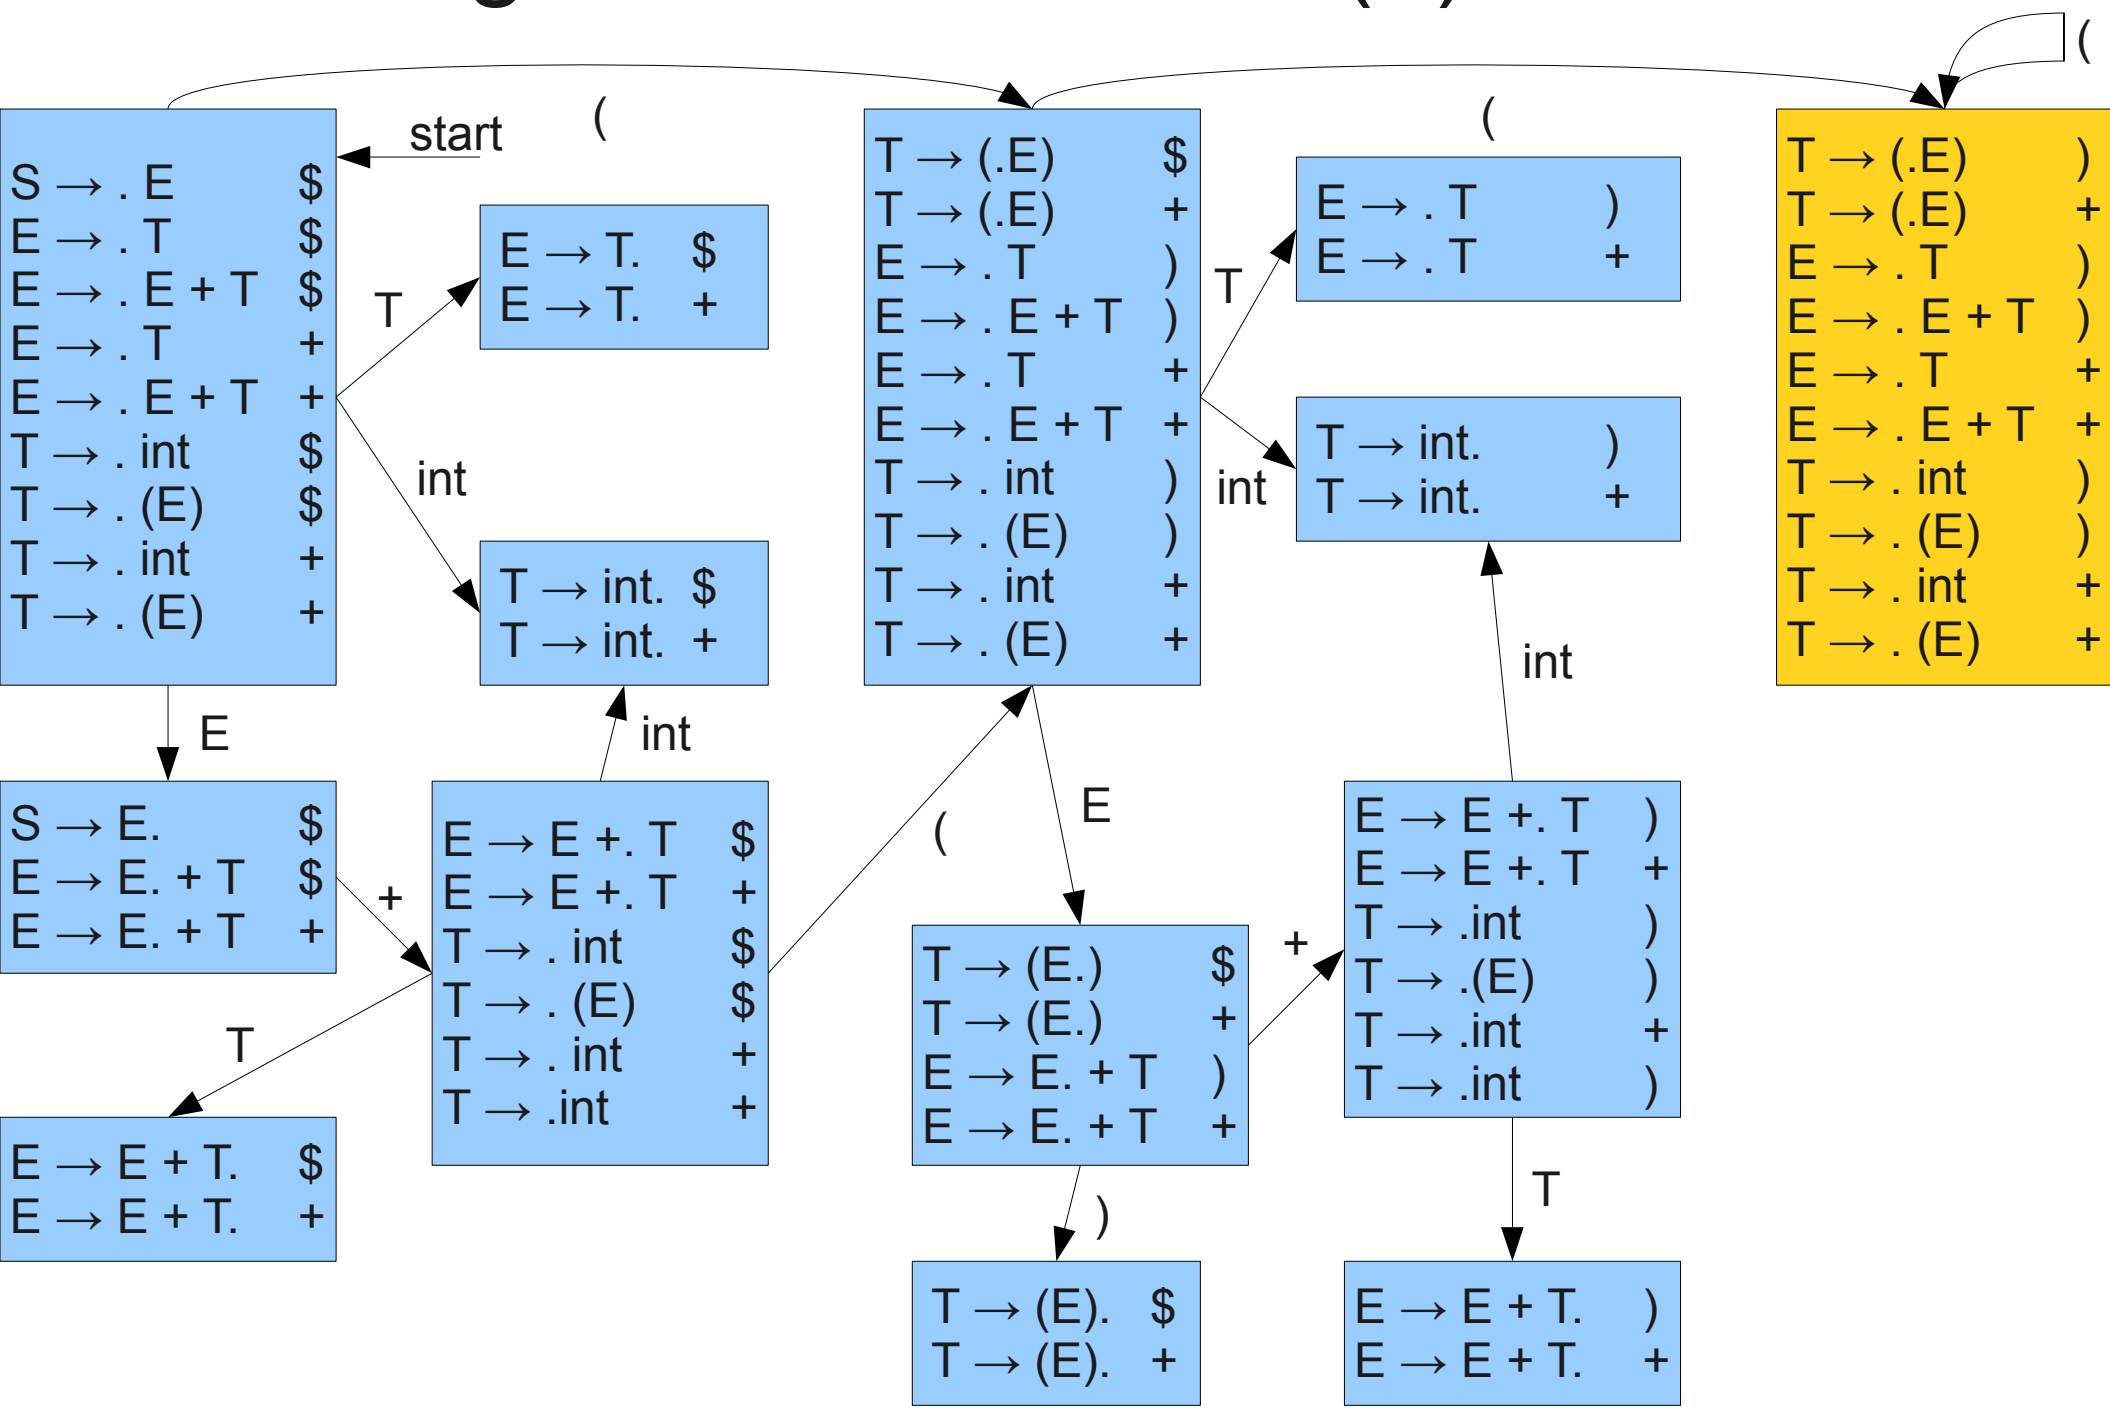 (
start
(
(
S → . E $
E → . T $
E → . E + T $
E → . T +
E → . E + T +
T → . int $
T → . (E) $
T → . int +
T → . (E) +
T
E → T. $
E → T. +
int
T → int. $
T → int. +
T → (.E) $
T → (.E) +
E → . T )
E → . E + T )
E → . T +
E → . E + T +
T → . int )
T → . (E) )
T → . int +
T → . (E) +
T
E → . T )
E → . T +
int
T → int. )
T → int. +
T → (.E) )
T → (.E) +
E → . T )
E → . E + T )
E → . T +
E → . E + T +
T → . int )
T → . (E) )
T → . int +
T → . (E) +
E
int
int
S → E. $
E → E. + T $
E → E. + T +
+
E → E +. T $
E → E +. T +
T → . int $
T → . (E) $
T → . int +
T → .int +
(
E
T
E → E + T. $
E → E + T. +
T → (E.) $
T → (E.) +
E → E. + T )
E → E. + T +
+
E → E +. T )
E → E +. T +
T → .int )
T → .(E) )
T → .int +
T → .int )
)
T
T → (E). $
T → (E). +
E → E + T. )
E → E + T. +